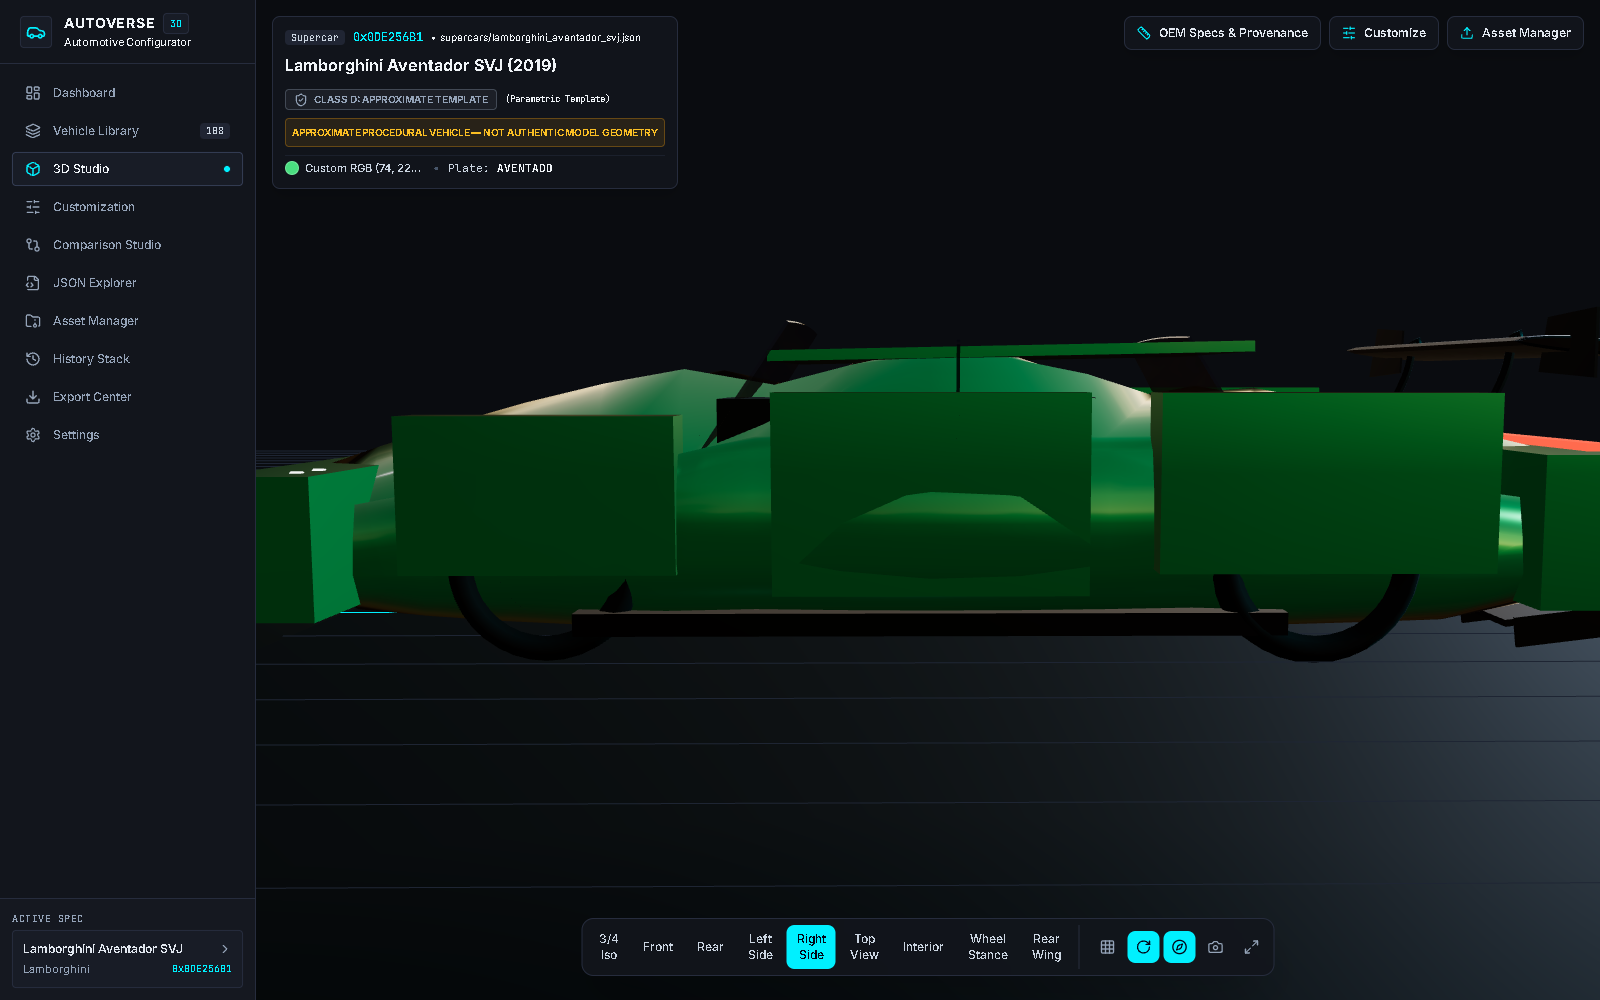 AUTOVERSE 3D
Automotive Configurator
Dashboard
Vehicle Library 188
3D Studio
Customization
Comparison Studio
JSON Explorer
Asset Manager
History Stack
Export Center
Settings
ACTIVE SPEC
Lamborghini Aventador SVJ
Lamborghini 0x0DE256B1
Supercar 0x0DE256B1 • supercars/lamborghini_aventador_svj.json
Lamborghini Aventador SVJ (2019)
CLASS D: APPROXIMATE TEMPLATE (Parametric Template)
APPROXIMATE PROCEDURAL VEHICLE — NOT AUTHENTIC MODEL GEOMETRY
Custom RGB (74, 22... • Plate: AVENTADO
OEM Specs & Provenance
Customize
Asset Manager
3/4 Iso
Front
Rear
Left Side
Right Side
Top View
Interior
Wheel Stance
Rear Wing